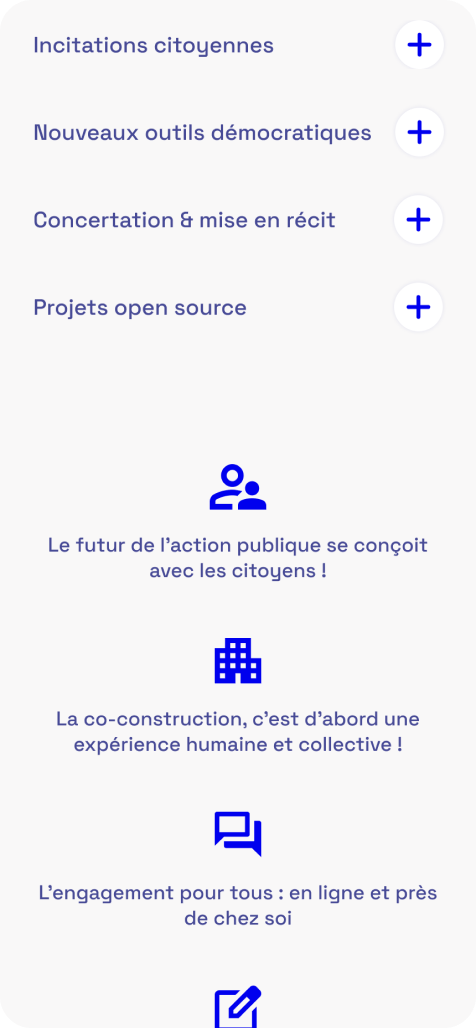 Incitations citoyennes
Nouveaux outils démocratiques
Concertation & mise en récit
Projets open source
Le futur de l’action publique se conçoit
avec les citoyens !
La co-construction, c’est d’abord une
expérience humaine et collective !
L’engagement pour tous : en ligne et près
de chez soi